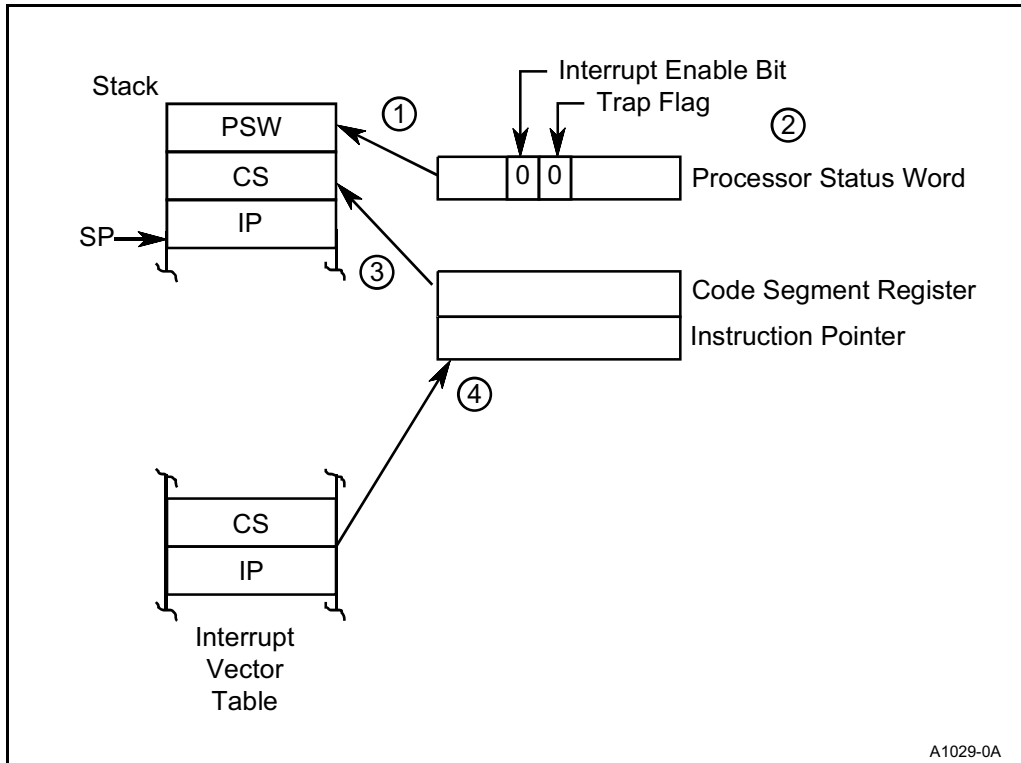 Stack
PSW
CS
IP
SP
1
Interrupt Enable Bit
Trap Flag
2
0 0
Processor Status Word
3
Code Segment Register
Instruction Pointer
4
CS
IP
Interrupt
Vector
Table
A1029-0A